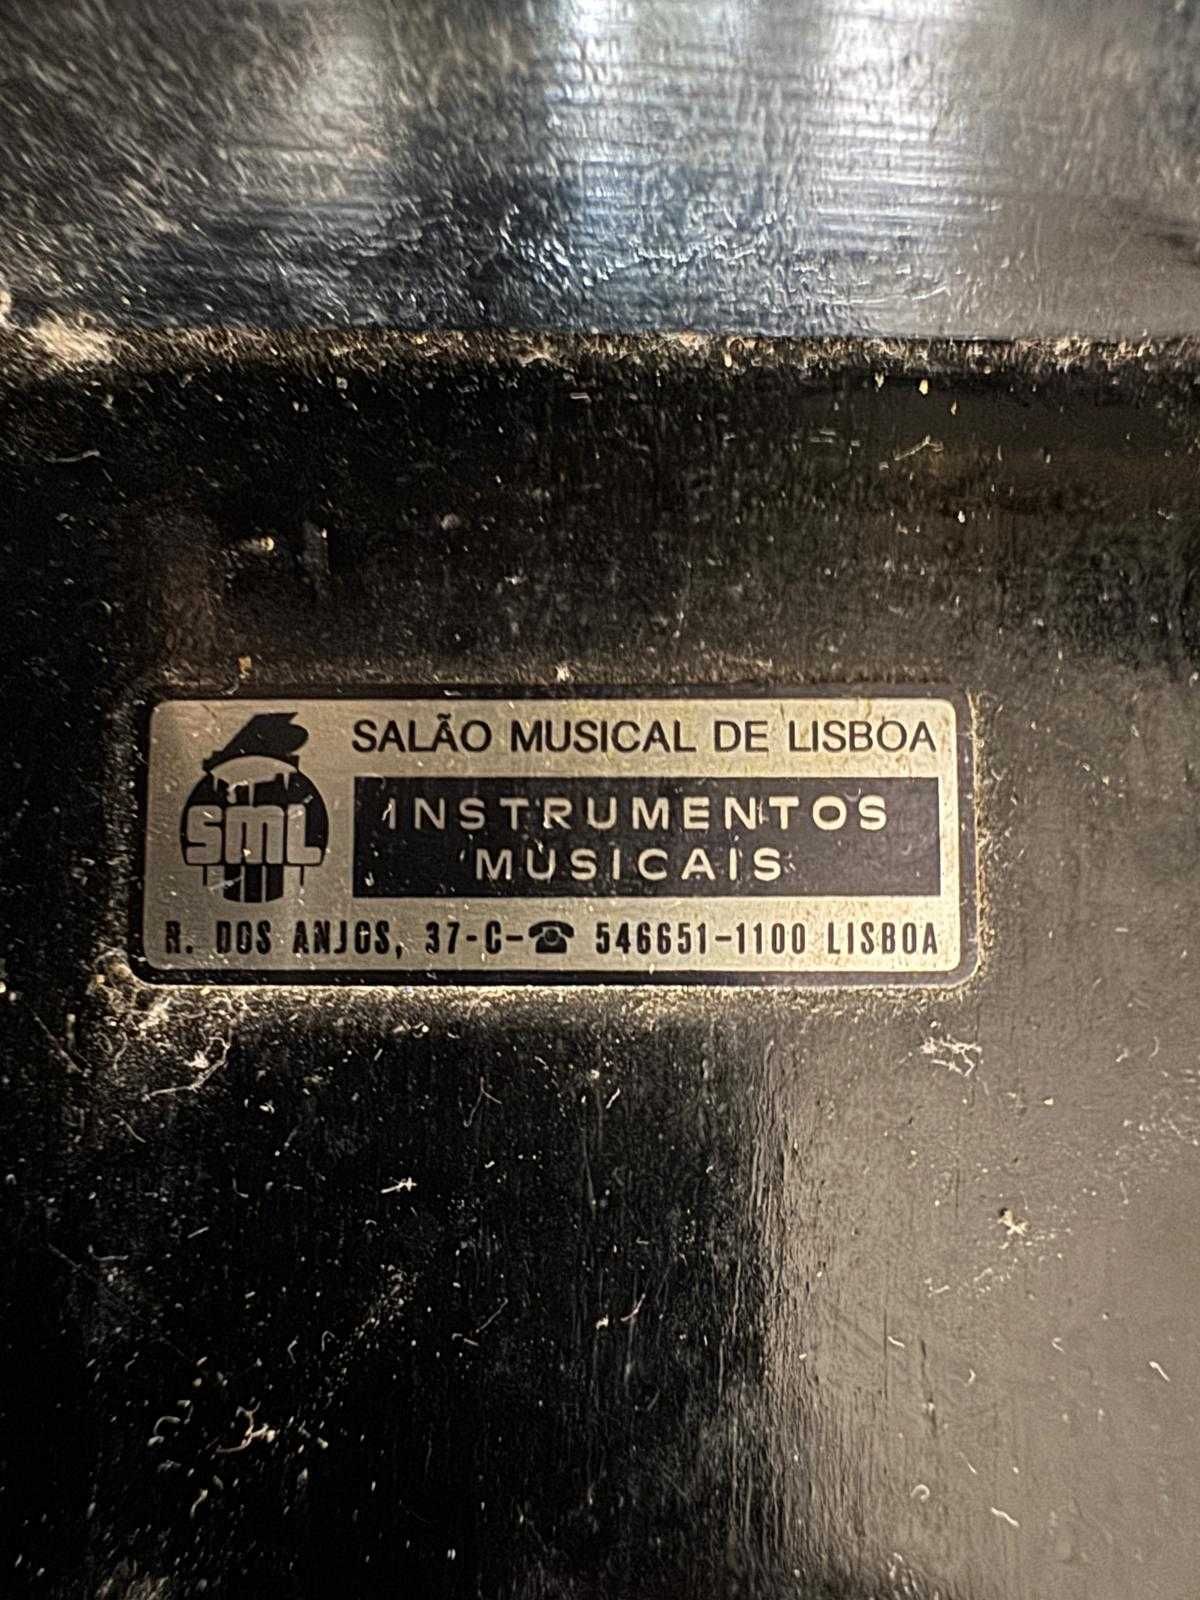 SML
SALÃO MUSICAL DE LISBOA
INSTRUMENTOS
MUSICAIS
R. DOS ANJOS, 37-C-☎ 546651-1100 LISBOA